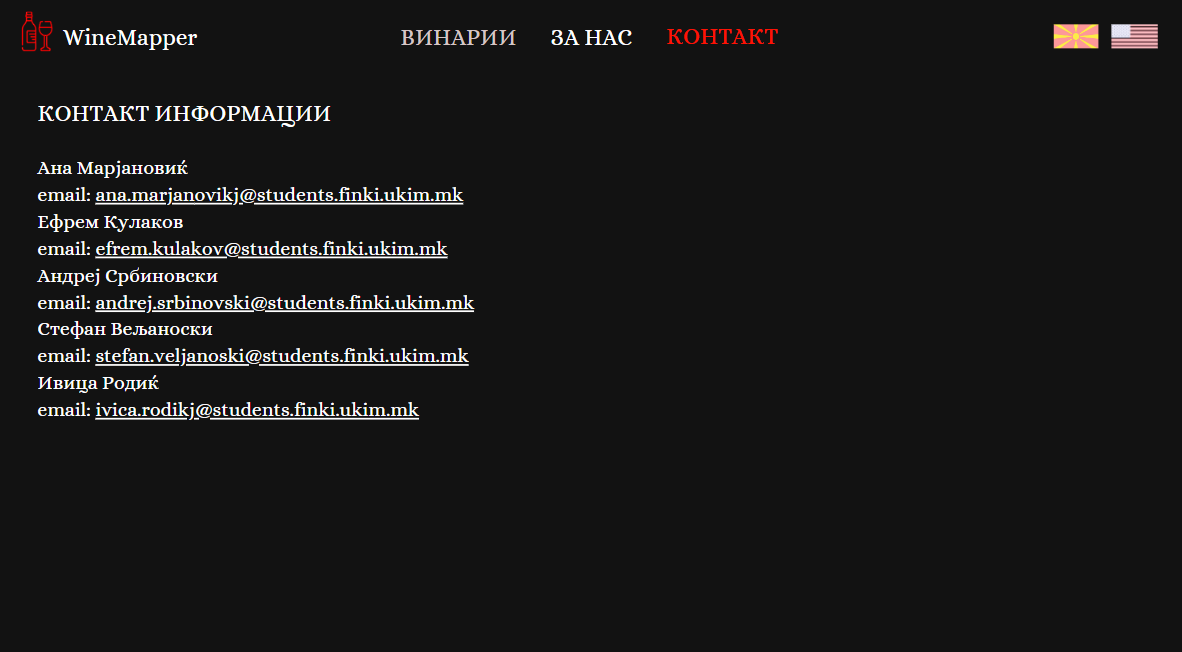 WineMapper
ВИНАРИИ
ЗА НАС
КОНТАКТ
КОНТАКТ ИНФОРМАЦИИ
Ана Марјановиќ
email: ana.marjanovikj@students.finki.ukim.mk
Ефрем Кулаков
email: efrem.kulakov@students.finki.ukim.mk
Андреј Србиновски
email: andrej.srbinovski@students.finki.ukim.mk
Стефан Вељаноски
email: stefan.veljanoski@students.finki.ukim.mk
Ивица Родиќ
email: ivica.rodikj@students.finki.ukim.mk